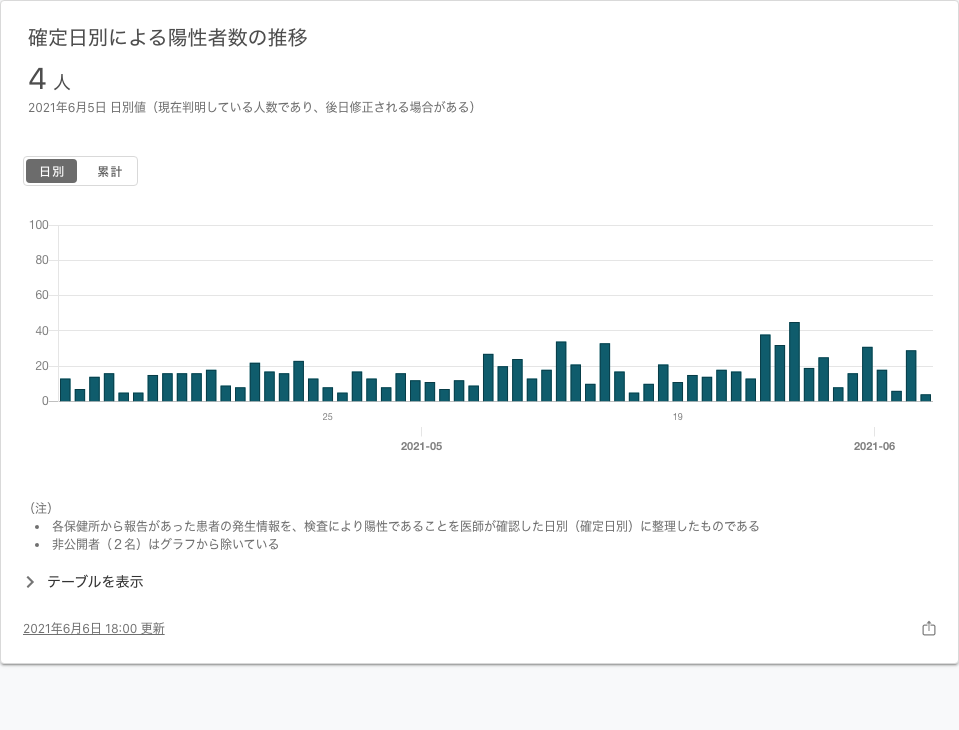 確定日別による陽性者数の推移
4 人
2021年6月5日 日別値（現在判明している人数であり、後日修正される場合がある）
日別 累計
100
80
60
40
20
0
25 19
2021-05 2021-06
（注）
• 各保健所から報告があった患者の発生情報を、検査により陽性であることを医師が確認した日別（確定日別）に整理したものである
• 非公開者（２名）はグラフから除いている
テーブルを表示
2021年6月6日 18:00 更新